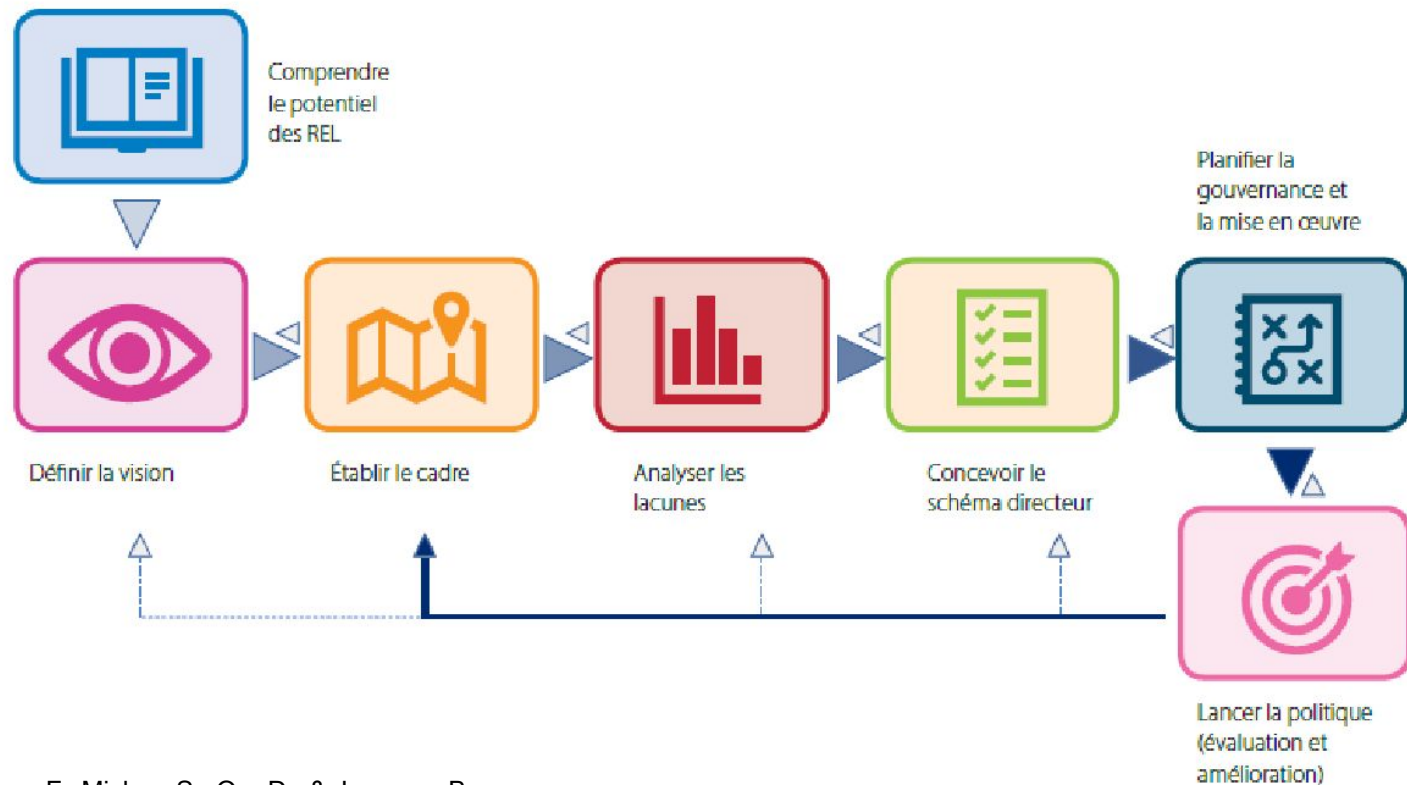 Comprendre
le potentiel
des REL
Planifier la
gouvernance et
la mise en œuvre
Définir la vision
Établir le cadre
Analyser les
lacunes
Concevoir le
schéma directeur
Lancer la politique
(évaluation et
amélioration)